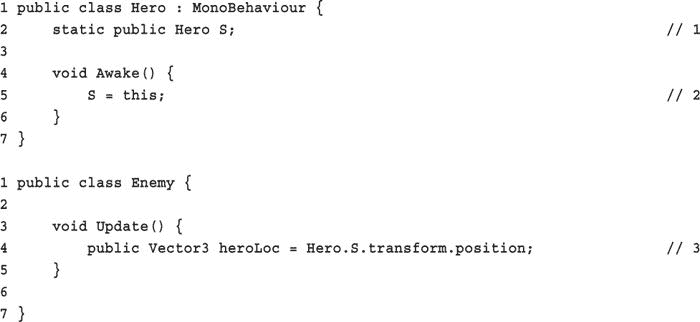 1 public class Hero : MonoBehaviour {
2     static public Hero S;                                                 // 1
3
4     void Awake() {
5         S = this;                                                         // 2
6     }
7 }
1 public class Enemy {
2
3     void Update() {
4         public Vector3 heroLoc = Hero.S.transform.position;               // 3
5     }
6
7 }